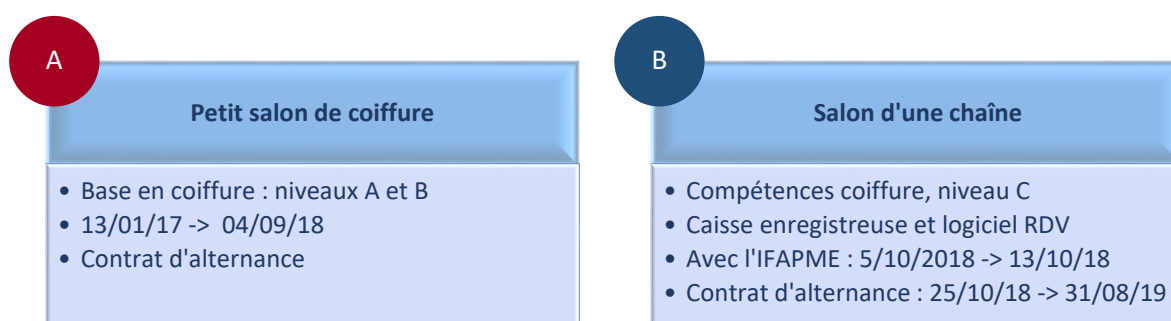 A
Petit salon de coiffure
• Base en coiffure : niveaux A et B
• 13/01/17 -> 04/09/18
• Contrat d'alternance
B
Salon d'une chaîne
• Compétences coiffure, niveau C
• Caisse enregistreuse et logiciel RDV
• Avec l'IFAPME : 5/10/2018 -> 13/10/18
• Contrat d'alternance : 25/10/18 -> 31/08/19